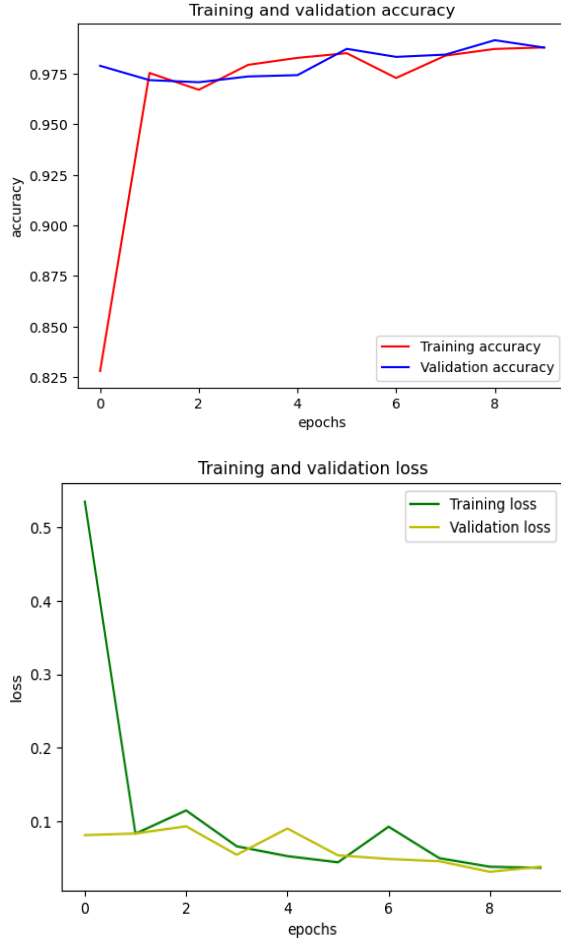 Training and validation accuracy
0.975
0.950
0.925
0.900
0.875
0.850
0.825
accuracy
Training accuracy
Validation accuracy
0 2 4 6 8
epochs
Training and validation loss
Training loss
Validation loss
0.5
0.4
0.3
0.2
0.1
loss
0 2 4 6 8
epochs